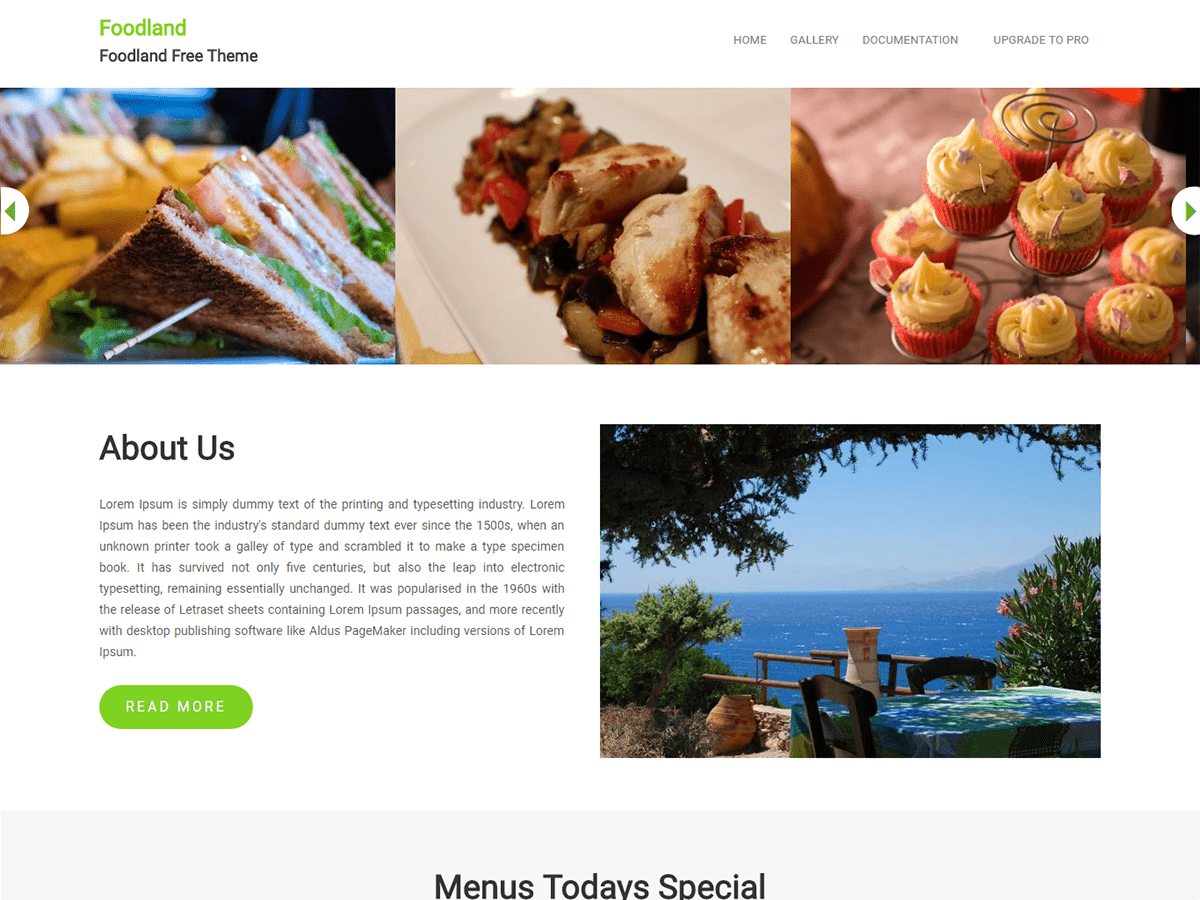 Foodland
Foodland Free Theme
HOME GALLERY DOCUMENTATION UPGRADE TO PRO
About Us
Lorem Ipsum is simply dummy text of the printing and typesetting industry. Lorem
Ipsum has been the industry's standard dummy text ever since the 1500s, when an
unknown printer took a galley of type and scrambled it to make a type specimen
book. It has survived not only five centuries, but also the leap into electronic
typesetting, remaining essentially unchanged. It was popularised in the 1960s with
the release of Letraset sheets containing Lorem Ipsum passages, and more recently
with desktop publishing software like Aldus PageMaker including versions of Lorem
Ipsum.
READ MORE
Menus Todays Special